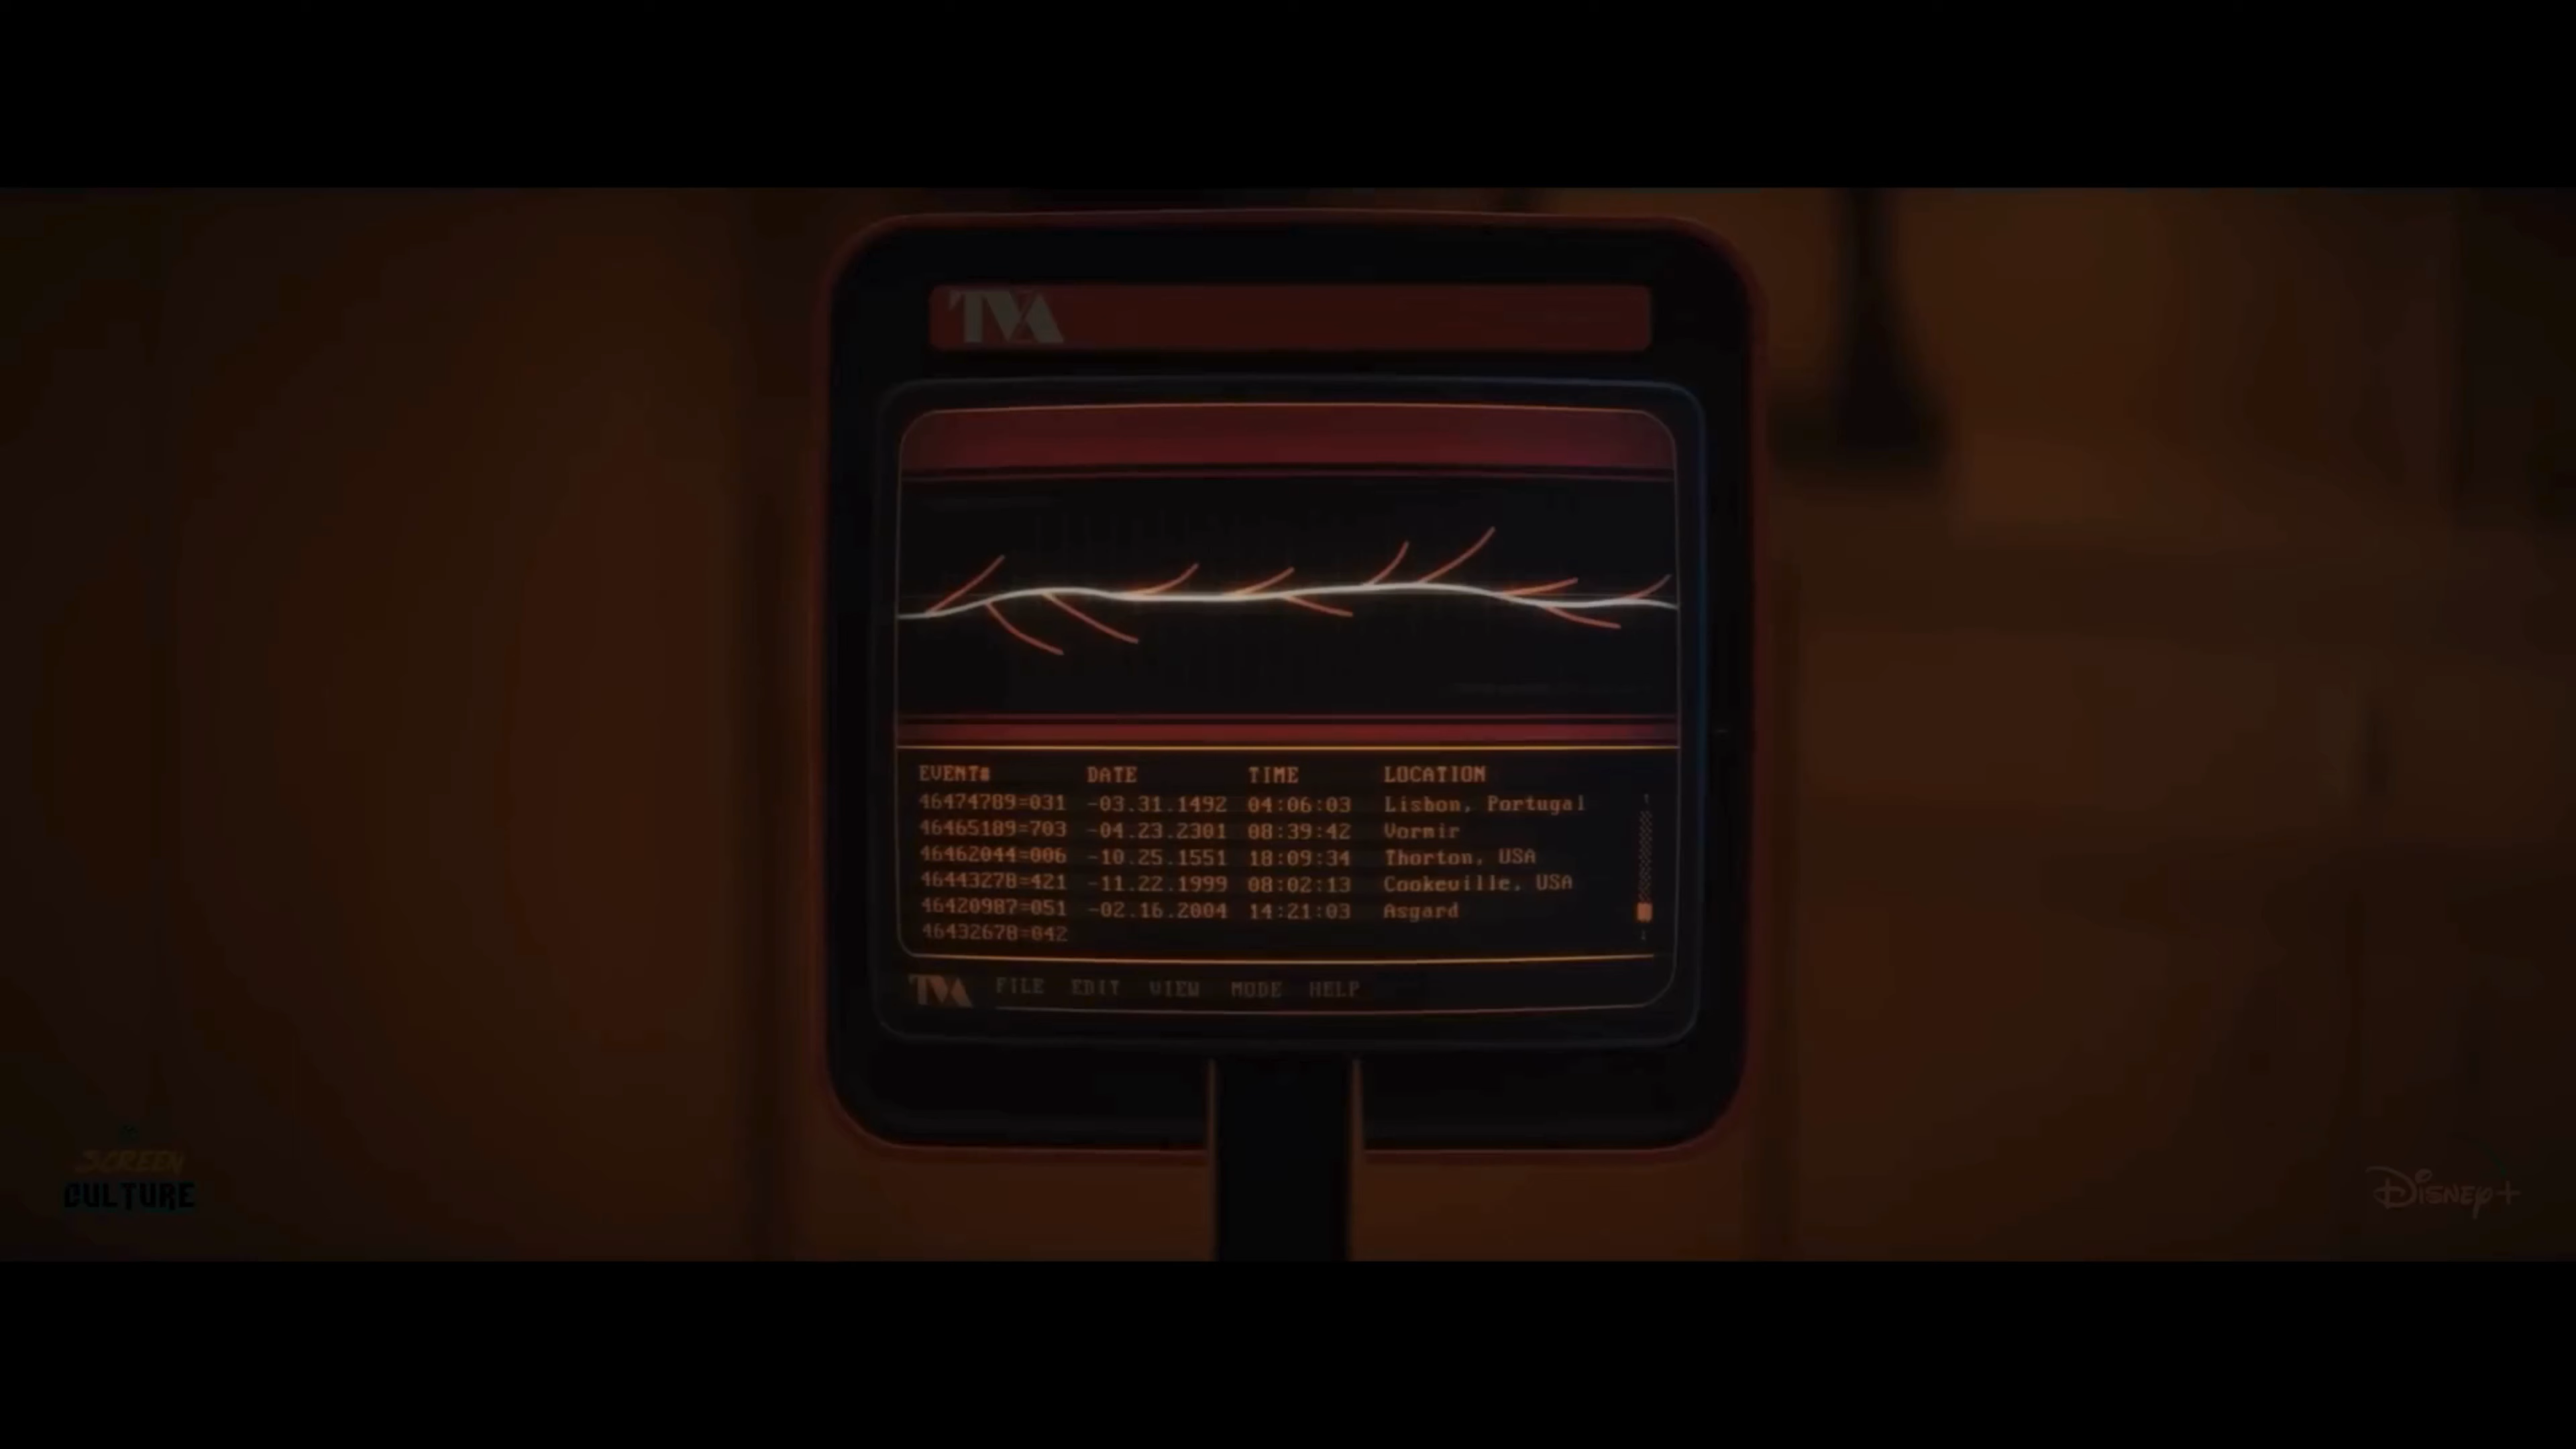 TVA
EVENT# DATE TIME LOCATION
46474789=031 -03.31.1492 04:06:03 Lisbon, Portugal
46465189=703 -04.23.2301 08:39:42 Vormir
46462044=006 -10.25.1551 18:09:34 Thorton, USA
46443278=421 -11.22.1999 08:02:13 Cookeville, USA
46420987=051 -02.16.2004 14:21:03 Asgard
46432678=042
TVA FILE EDIT VIEW MODE HELP
SCREEN
CULTURE
Disney+